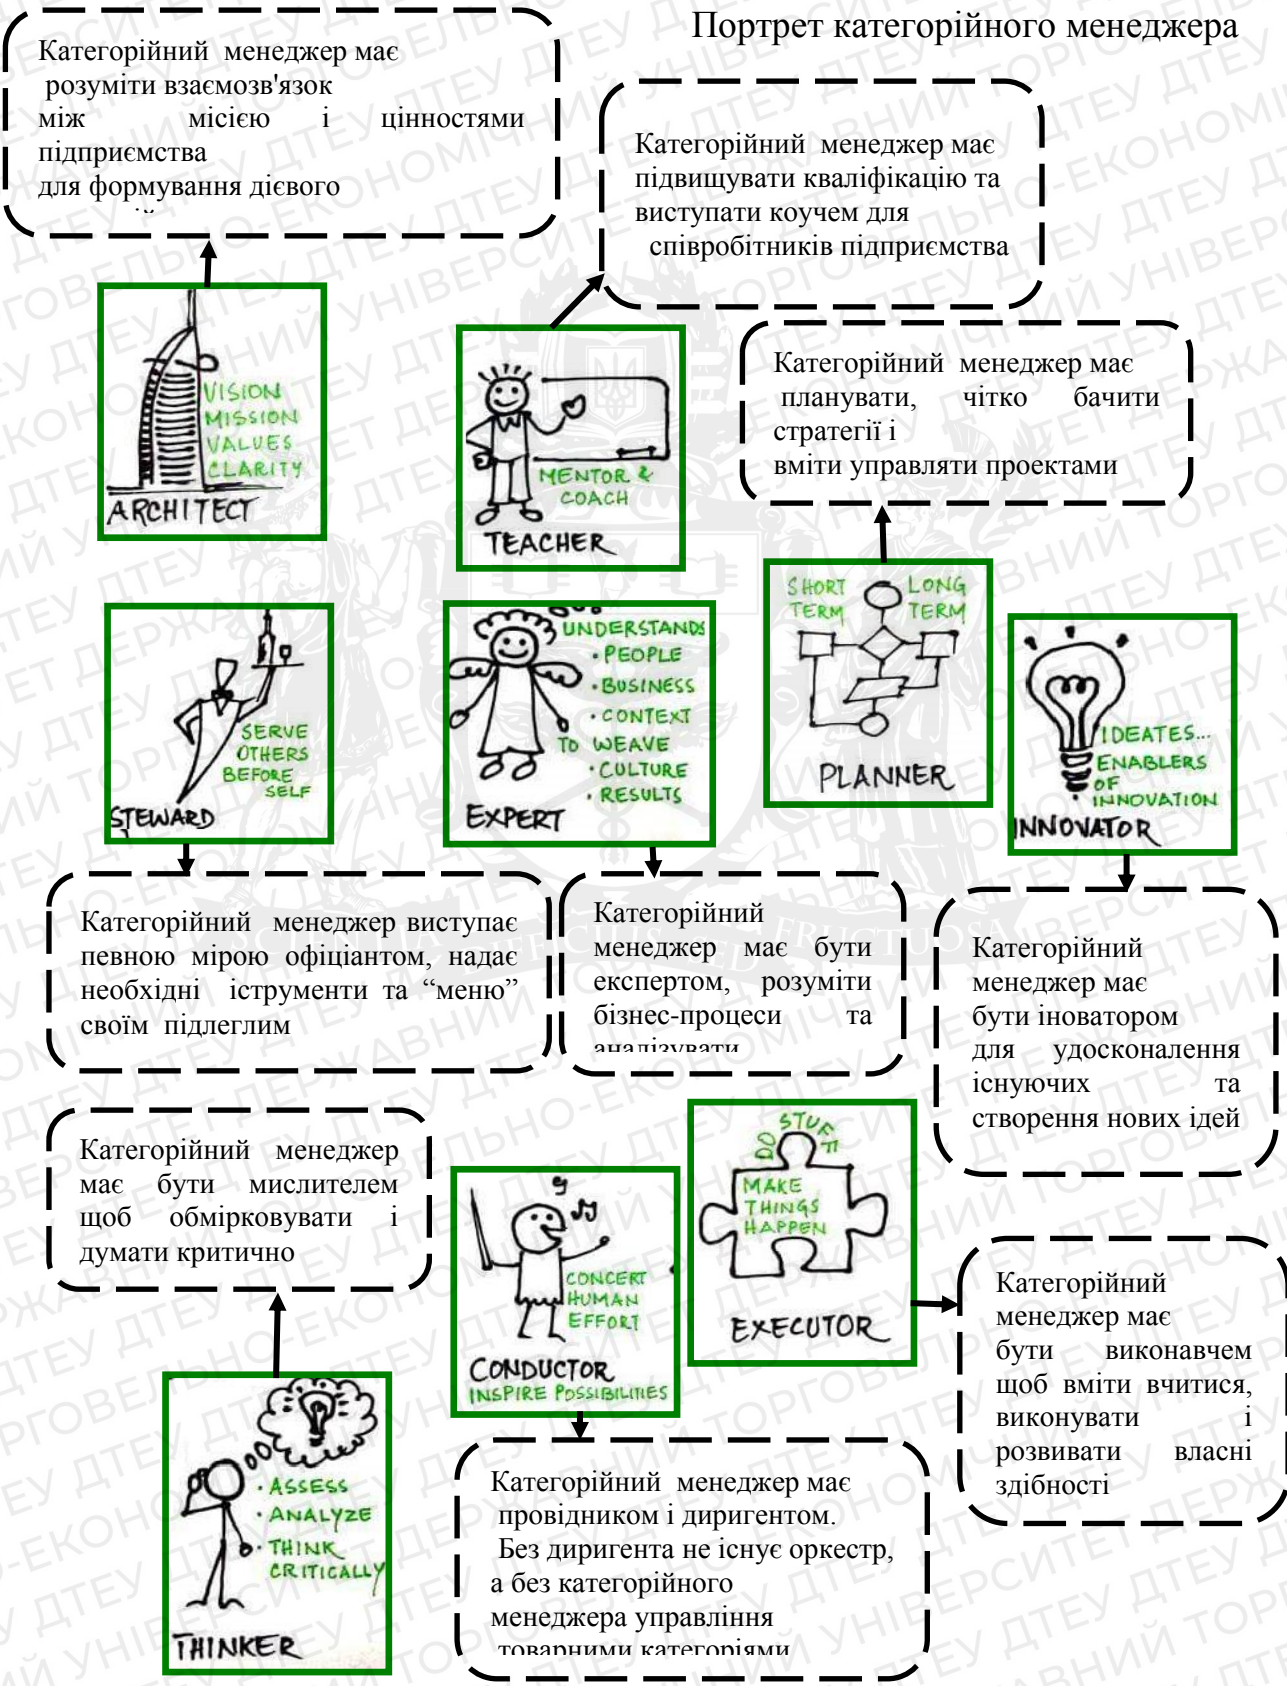 Портрет категорійного менеджера
Категорійний менеджер має
розуміти взаємозв'язок
між місією і цінностями
підприємства
для формування дієвого
Категорійний менеджер має
підвищувати кваліфікацію та
виступати коучем для
співробітників підприємства
VISION
MISSION
VALUES
CLARITY
ARCHITECT
MENTOR &
COACH
TEACHER
Категорійний менеджер має
планувати, чітко бачити
стратегії і
вміти управляти проектами
SERVE
OTHERS
BEFORE
SELF
STEWARD
UNDERSTANDS
• PEOPLE
• BUSINESS
• CONTEXT
TO WEAVE
• CULTURE
• RESULTS
EXPERT
SHORT TERM
LONG TERM
PLANNER
IDEATES...
ENABLERS
OF
INNOVATION
INNOVATOR
Категорійний менеджер виступає
певною мірою офіціантом, надає
необхідні іструменти та “меню”
своїм підлеглим
Категорійний
менеджер має бути
експертом, розуміти
бізнес-процеси та
аналізувати
Категорійний
менеджер має
бути іноватором
для удосконалення
існуючих та
створення нових ідей
Категорійний менеджер
має бути мислителем
щоб обмірковувати і
думати критично
CONCERT
HUMAN
EFFORT
CONDUCTOR
INSPIRE POSSIBILITIES
DO STUFF
MAKE
THINGS
HAPPEN
EXECUTOR
Категорійний
менеджер має
бути виконавчем
щоб вміти вчитися,
виконувати і
розвивати власні
здібності
• ASSESS
• ANALYZE
• THINK
CRITICALLY
THINKER
Категорійний менеджер має
провідником і диригентом.
Без диригента не існує оркестр,
а без категорійного
менеджера управління
товарними категоріями